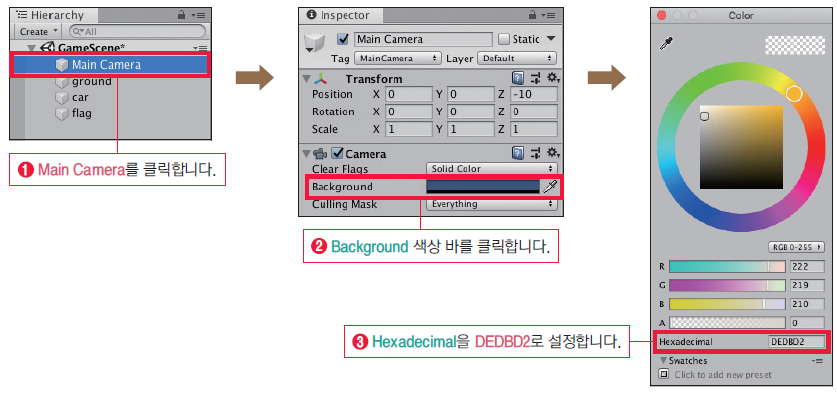 Hierarchy
Create All
GameScene*
Main Camera
ground
car
flag
❶ Main Camera를 클릭합니다.
Inspector
Main Camera Static
Tag MainCamera Layer Default
Transform
Position X 0 Y 0 Z -10
Rotation X 0 Y 0 Z 0
Scale X 1 Y 1 Z 1
Camera
Clear Flags Solid Color
Background
Culling Mask Everything
❷ Background 색상 바를 클릭합니다.
Color
RGB 0-255
R 222
G 219
B 210
A 0
Hexadecimal DEDBD2
Swatches
Click to add new preset
❸ Hexadecimal을 DEDBD2로 설정합니다.